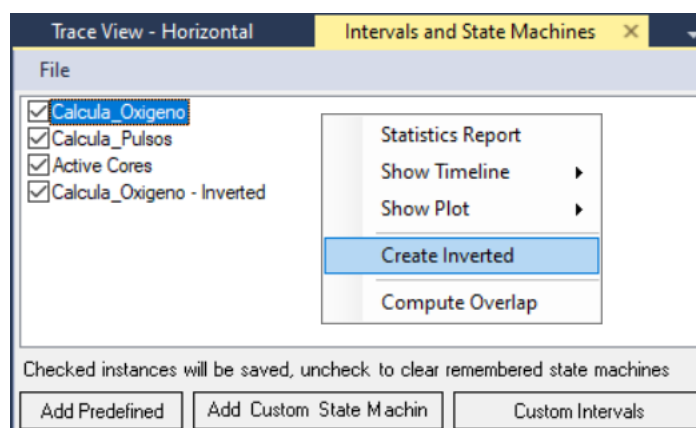 Trace View - Horizontal
Intervals and State Machines
File
Calcula_Oxigeno
Calcula_Pulsos
Active Cores
Calcula_Oxigeno - Inverted
Statistics Report
Show Timeline
Show Plot
Create Inverted
Compute Overlap
Checked instances will be saved, uncheck to clear remembered state machines
Add Predefined
Add Custom State Machin
Custom Intervals